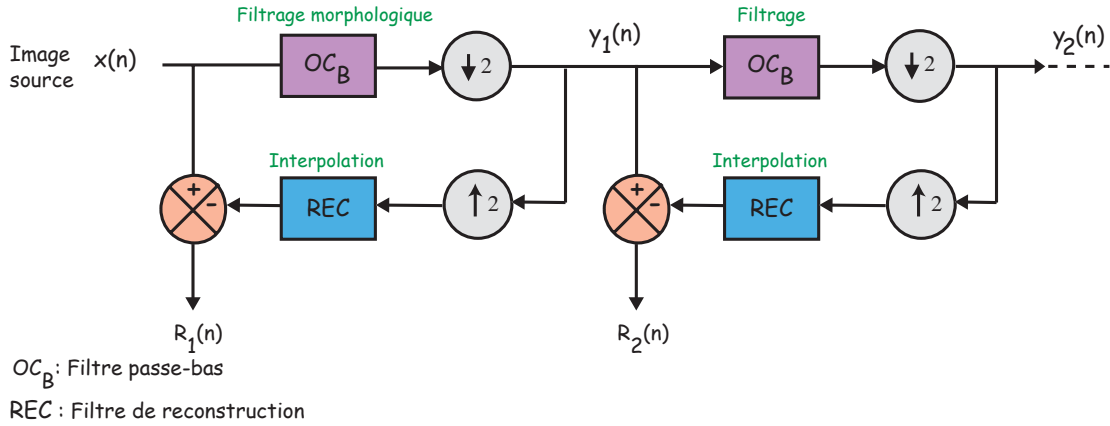 Filtrage morphologique
Filtrage
Image source
x(n)
OC_B
↓ 2
y_1(n)
OC_B
↓ 2
y_2(n)
Interpolation
Interpolation
+
-
REC
↑ 2
+
-
REC
↑ 2
R_1(n)
R_2(n)
OC_B : Filtre passe-bas
REC : Filtre de reconstruction